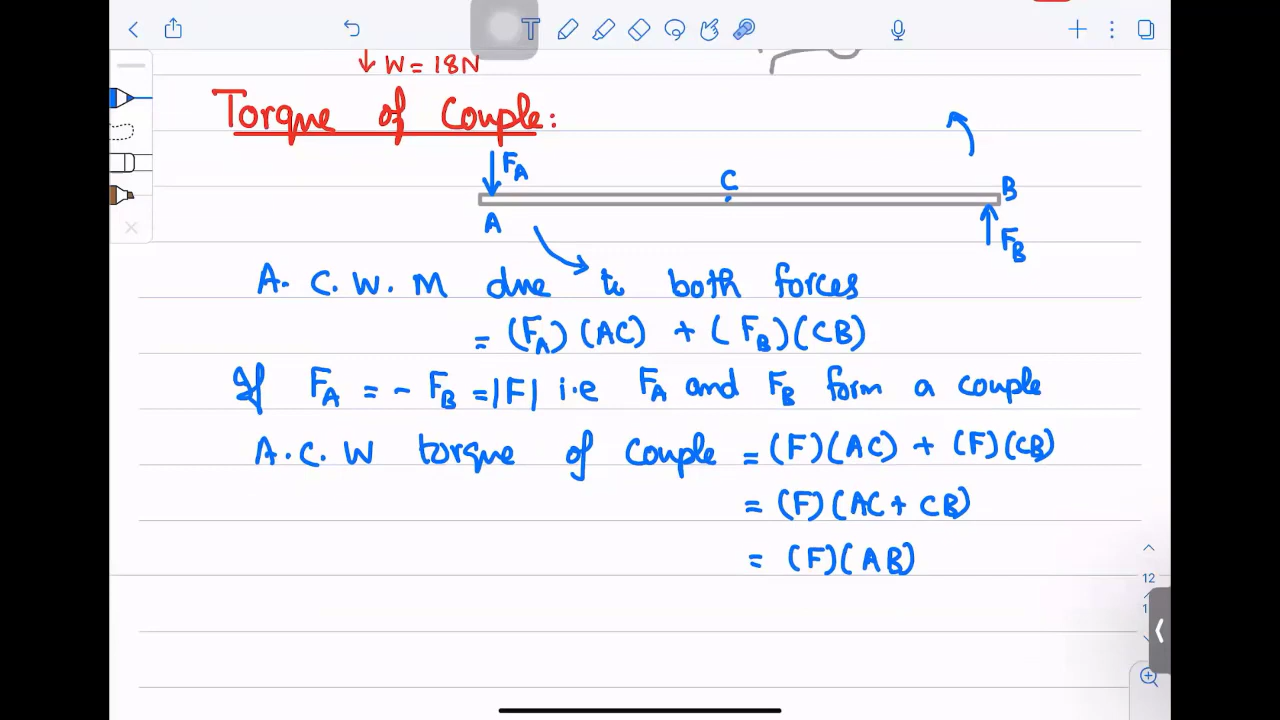 T
↓ W = 18N
Torque of Couple:
F_A
C
B
A
F_B
A. C. W. M due to both forces
= (F_A) (AC) + (F_B)(CB)
If F_A = - F_B = |F| i.e F_A and F_B form a couple
A.C.W torque of couple = (F)(AC) + (F)(CB)
= (F)(AC + CB)
= (F)(AB)
12